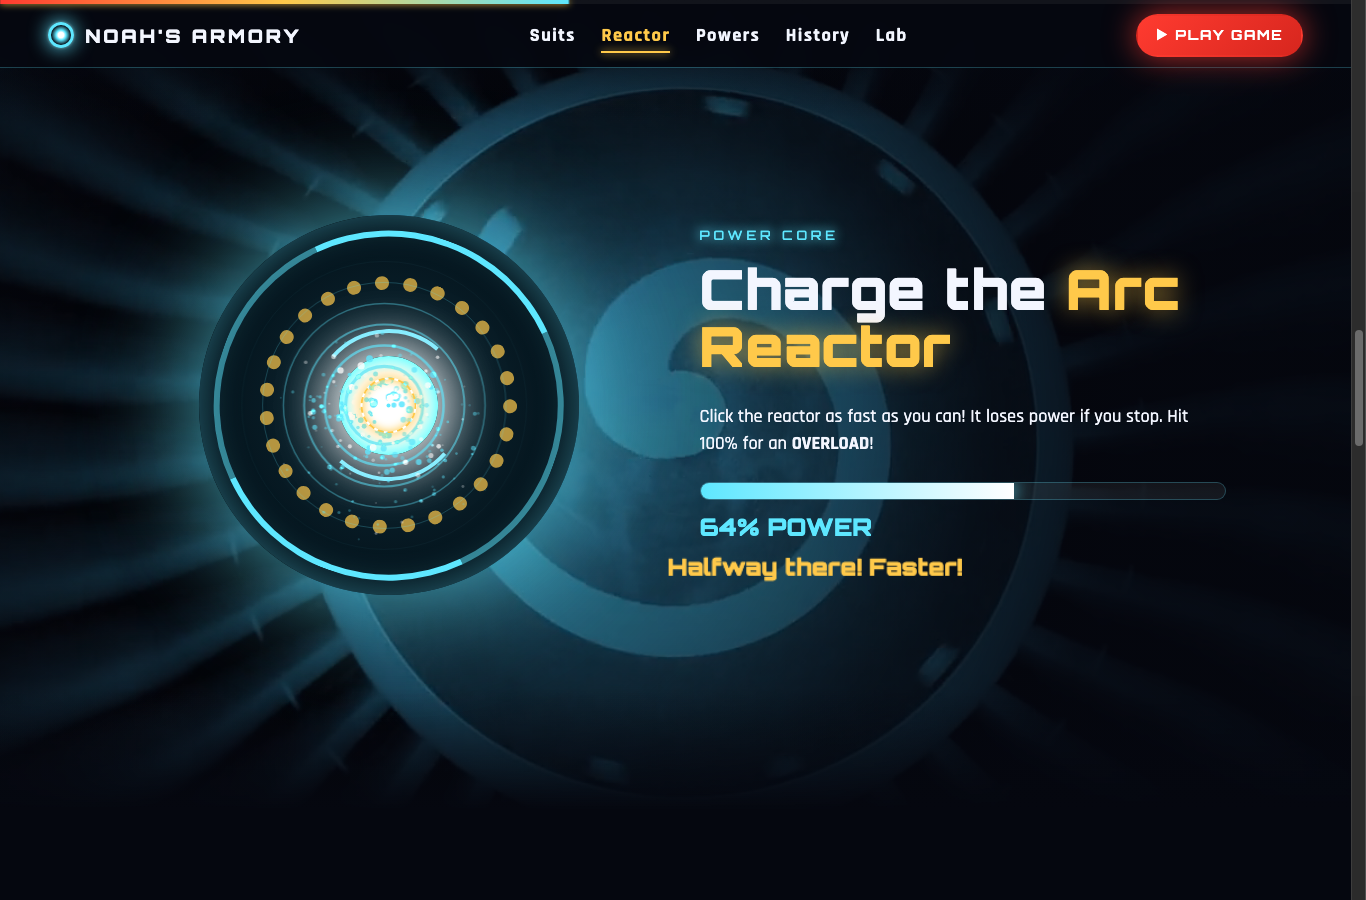 NOAH'S ARMORY
Suits
Reactor
Powers
History
Lab
▶ PLAY GAME
POWER CORE
Charge the Arc
Reactor
Click the reactor as fast as you can! It loses power if you stop. Hit
100% for an OVERLOAD!
64% POWER
Halfway there! Faster!